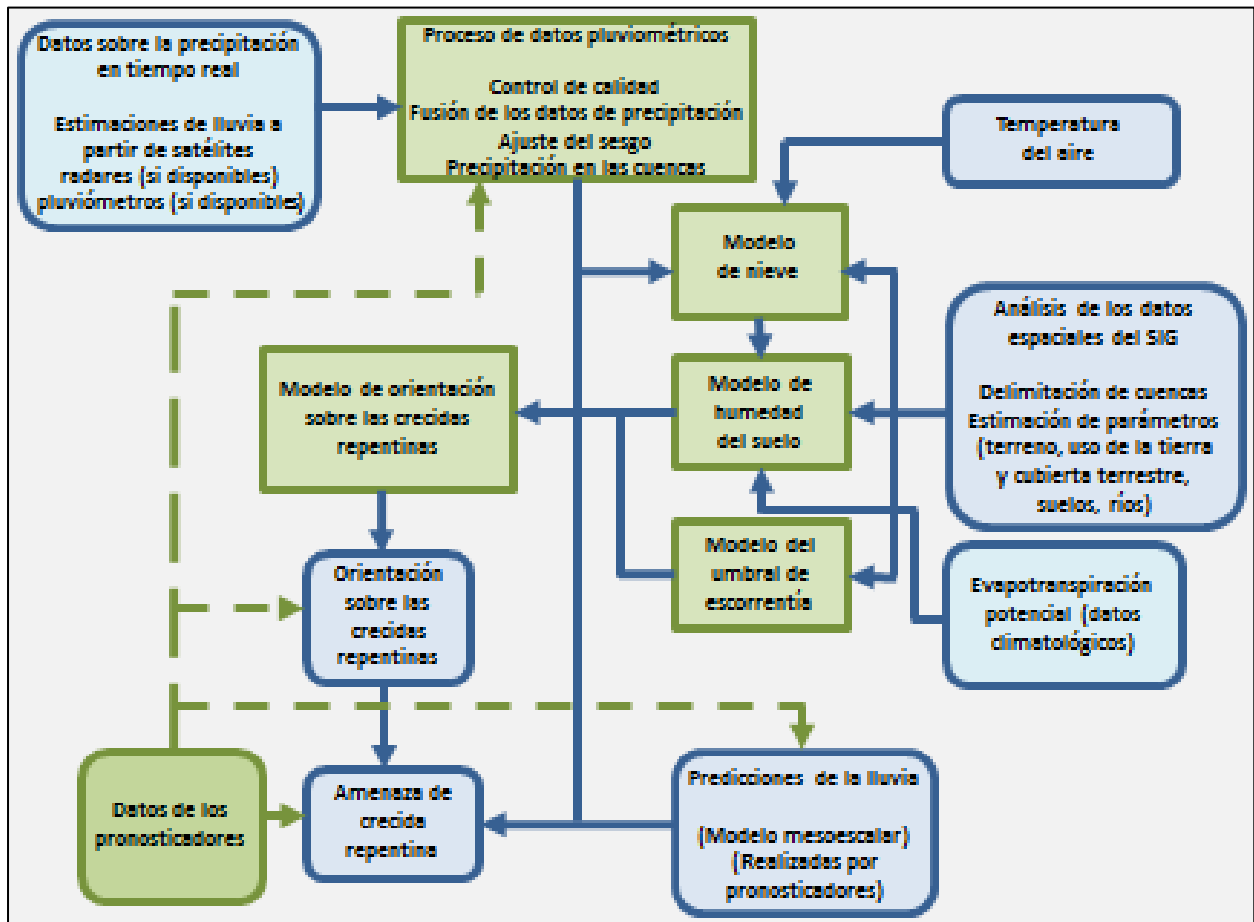 Datos sobre la precipitación
en tiempo real
Estimaciones de lluvia a
partir de satélites
radares (si disponibles)
pluviómetros (si disponibles)
Proceso de datos pluviométricos
Control de calidad
Fusión de los datos de precipitación
Ajuste del sesgo
Precipitación en las cuencas
Temperatura
del aire
Modelo
de nieve
Análisis de los datos
espaciales del SIG
Delimitación de cuencas
Estimación de parámetros
(terreno, uso de la tierra
y cubierta terrestre,
suelos, ríos)
Modelo de orientación
sobre las crecidas
repentinas
Modelo de
humedad
del suelo
Modelo del
umbral de
escorrentía
Orientación
sobre las
crecidas
repentinas
Evapotranspiración
potencial (datos
climatológicos)
Datos de los
pronosticadores
Amenaza de
crecida
repentina
Predicciones de la lluvia
(Modelo mesoescalar)
(Realizadas por
pronosticadores)